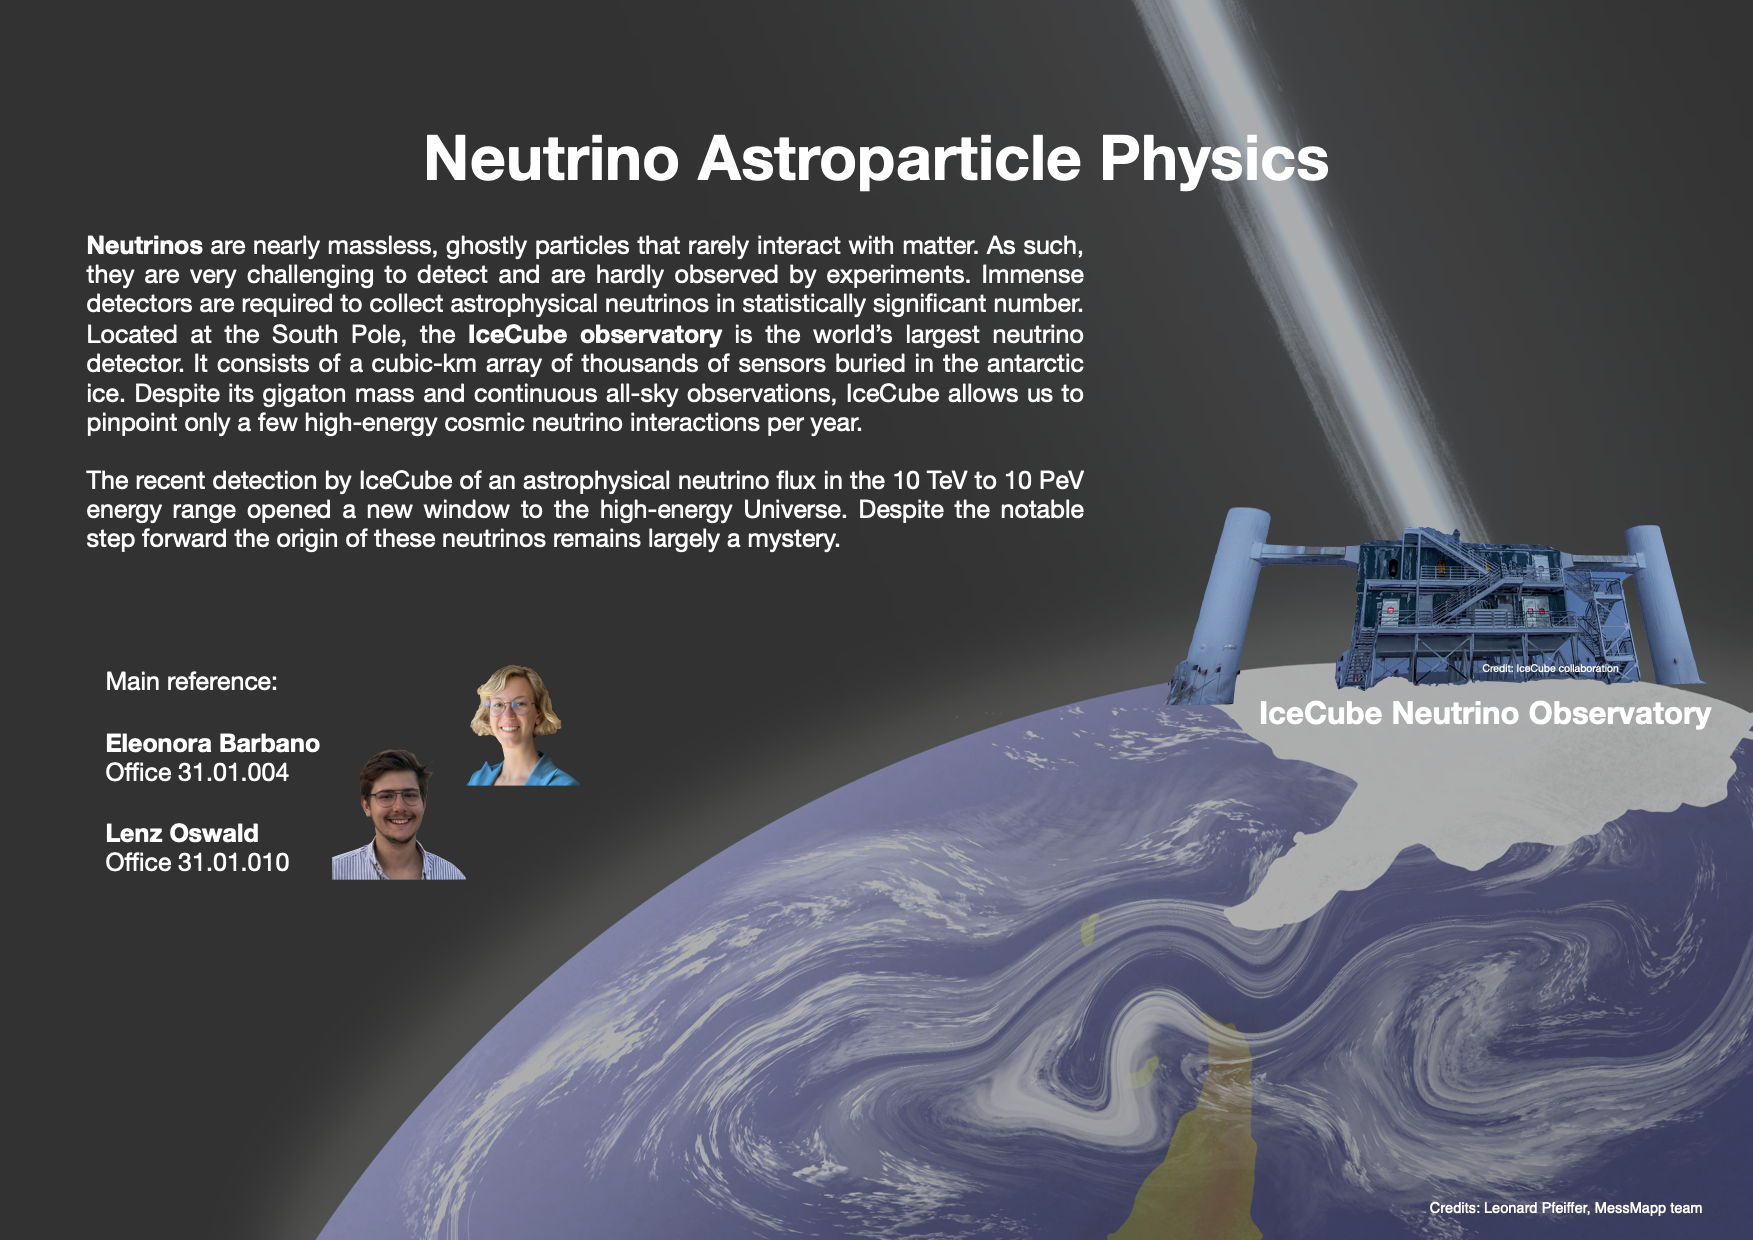 Neutrino Astroparticle Physics
Neutrinos are nearly massless, ghostly particles that rarely interact with matter. As such,
they are very challenging to detect and are hardly observed by experiments. Immense
detectors are required to collect astrophysical neutrinos in statistically significant number.
Located at the South Pole, the IceCube observatory is the world’s largest neutrino
detector. It consists of a cubic-km array of thousands of sensors buried in the antarctic
ice. Despite its gigaton mass and continuous all-sky observations, IceCube allows us to
pinpoint only a few high-energy cosmic neutrino interactions per year.
The recent detection by IceCube of an astrophysical neutrino flux in the 10 TeV to 10 PeV
energy range opened a new window to the high-energy Universe. Despite the notable
step forward the origin of these neutrinos remains largely a mystery.
Main reference:
Eleonora Barbano
Office 31.01.004
Lenz Oswald
Office 31.01.010
Credit: IceCube collaboration
IceCube Neutrino Observatory
Credits: Leonard Pfeiffer, MessMapp team